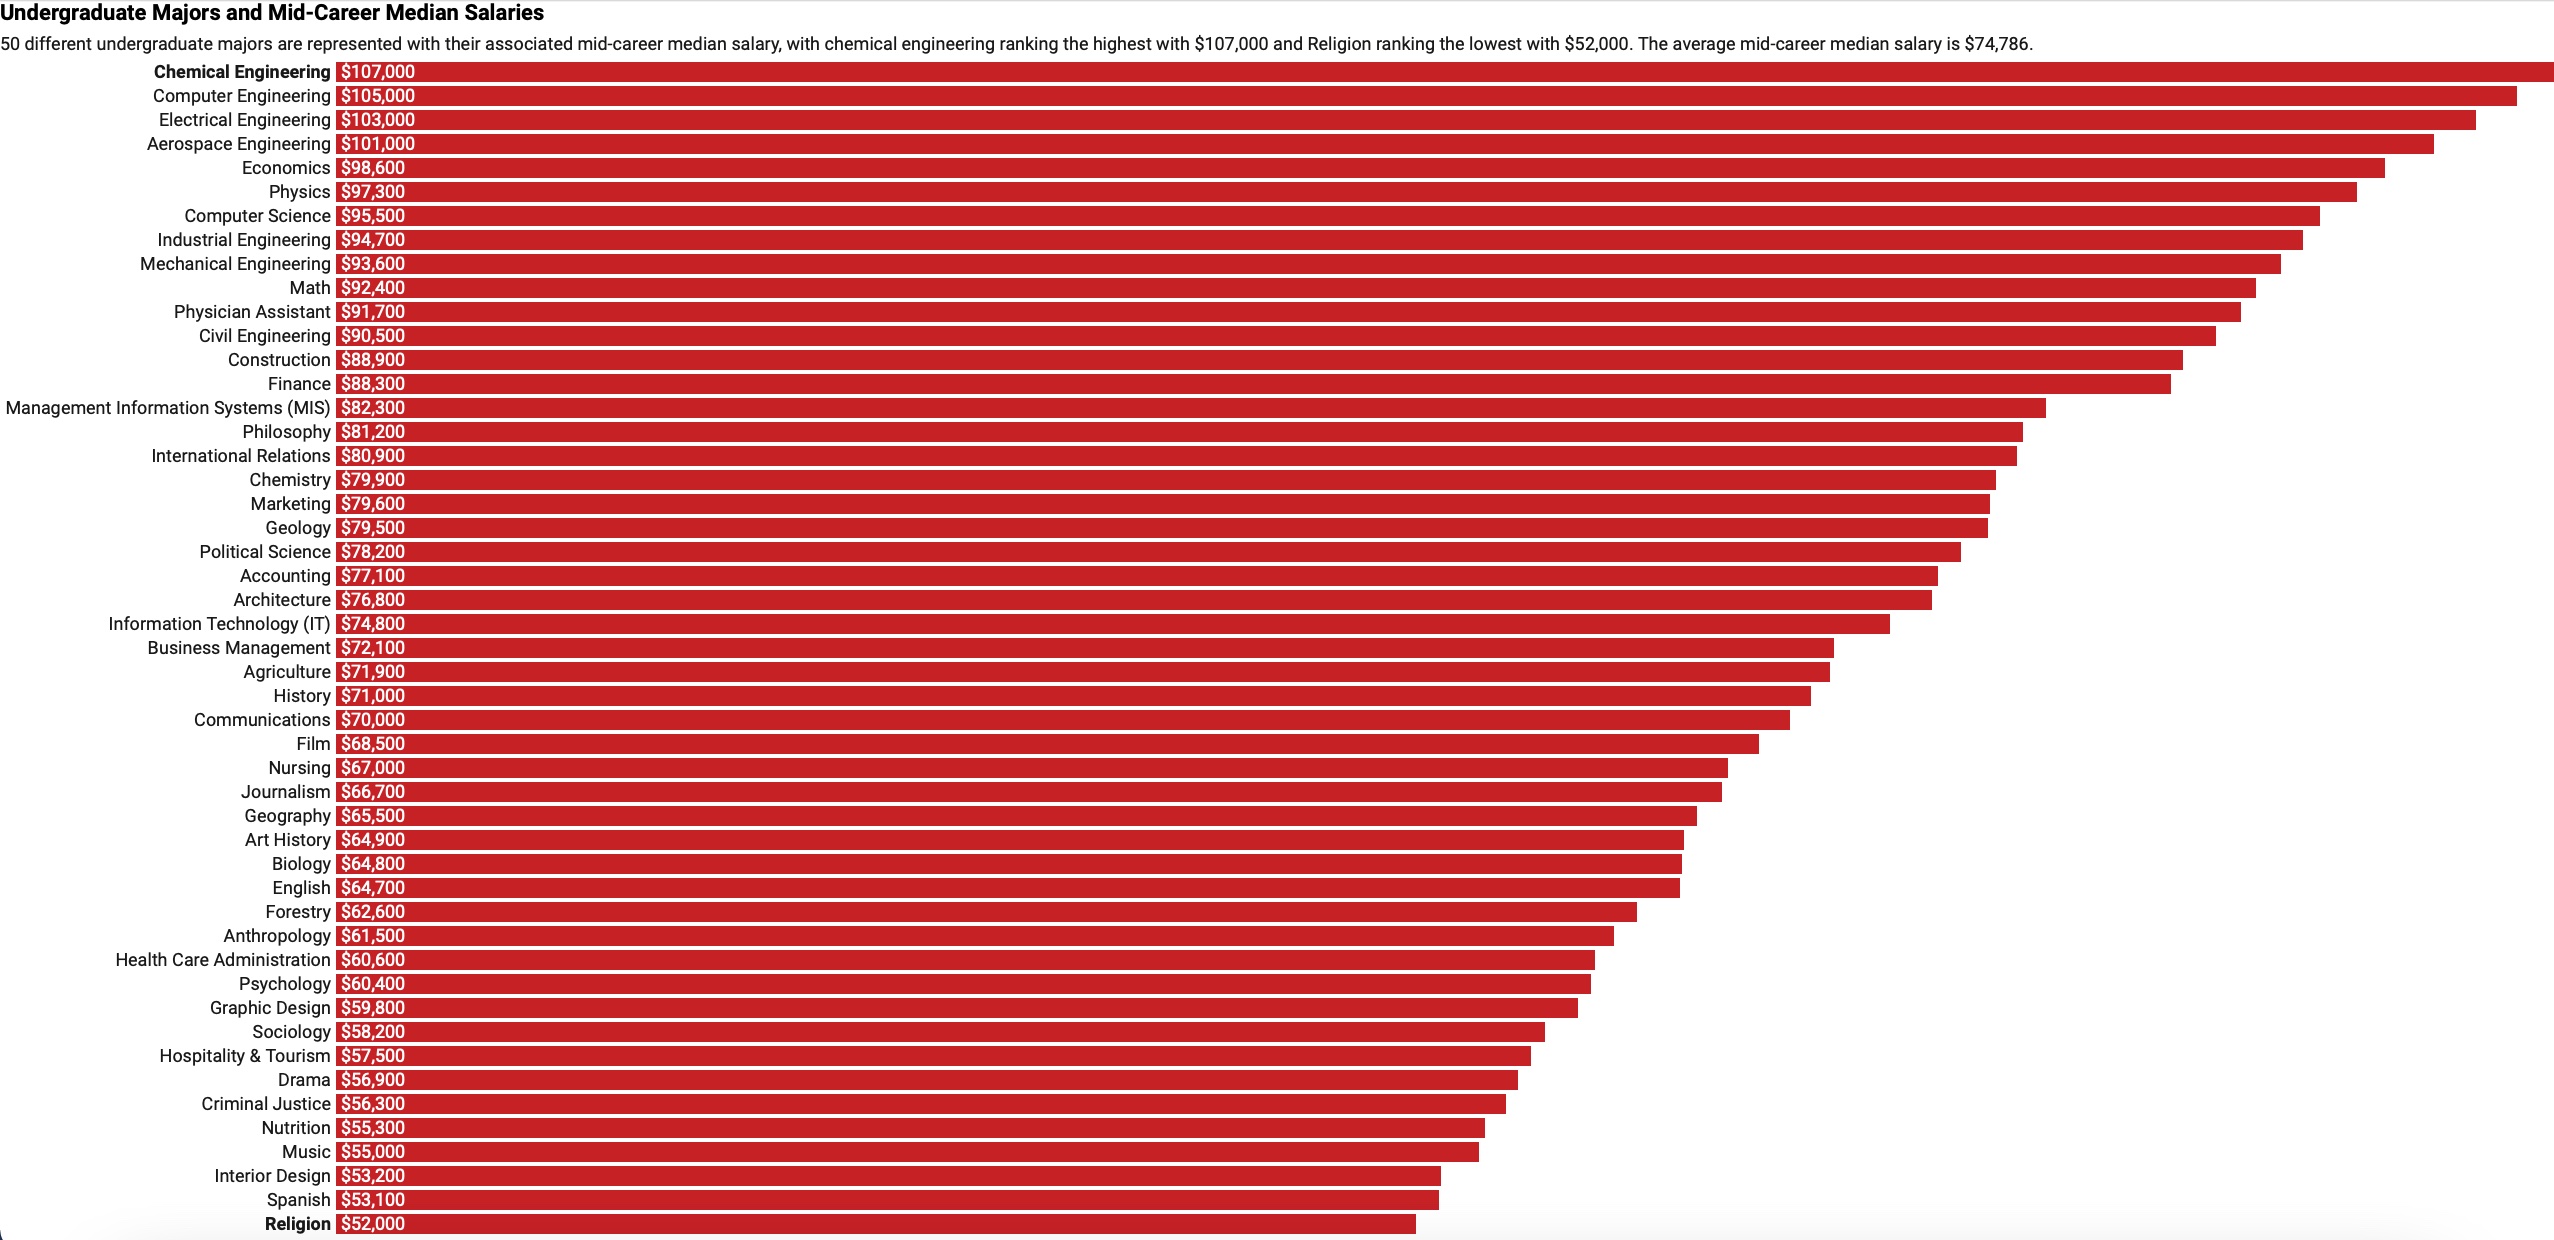 Undergraduate Majors and Mid-Career Median Salaries
50 different undergraduate majors are represented with their associated mid-career median salary, with chemical engineering ranking the highest with $107,000 and Religion ranking the lowest with $52,000. The average mid-career median salary is $74,786.
Chemical Engineering $107,000
Computer Engineering $105,000
Electrical Engineering $103,000
Aerospace Engineering $101,000
Economics $98,600
Physics $97,300
Computer Science $95,500
Industrial Engineering $94,700
Mechanical Engineering $93,600
Math $92,400
Physician Assistant $91,700
Civil Engineering $90,500
Construction $88,900
Finance $88,300
Management Information Systems (MIS) $82,300
Philosophy $81,200
International Relations $80,900
Chemistry $79,900
Marketing $79,600
Geology $79,500
Political Science $78,200
Accounting $77,100
Architecture $76,800
Information Technology (IT) $74,800
Business Management $72,100
Agriculture $71,900
History $71,000
Communications $70,000
Film $68,500
Nursing $67,000
Journalism $66,700
Geography $65,500
Art History $64,900
Biology $64,800
English $64,700
Forestry $62,600
Anthropology $61,500
Health Care Administration $60,600
Psychology $60,400
Graphic Design $59,800
Sociology $58,200
Hospitality & Tourism $57,500
Drama $56,900
Criminal Justice $56,300
Nutrition $55,300
Music $55,000
Interior Design $53,200
Spanish $53,100
Religion $52,000